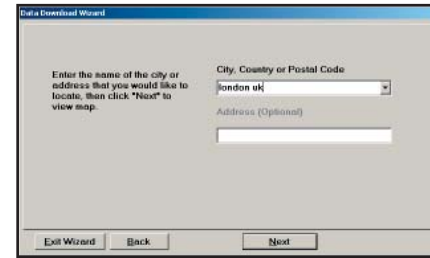 Data Download Wizard
Enter the name of the city or
address that you would like to
locate, then click "Next" to
view map.
City, Country or Postal Code
london uk
Address (Optional)
Exit Wizard
Back
Next